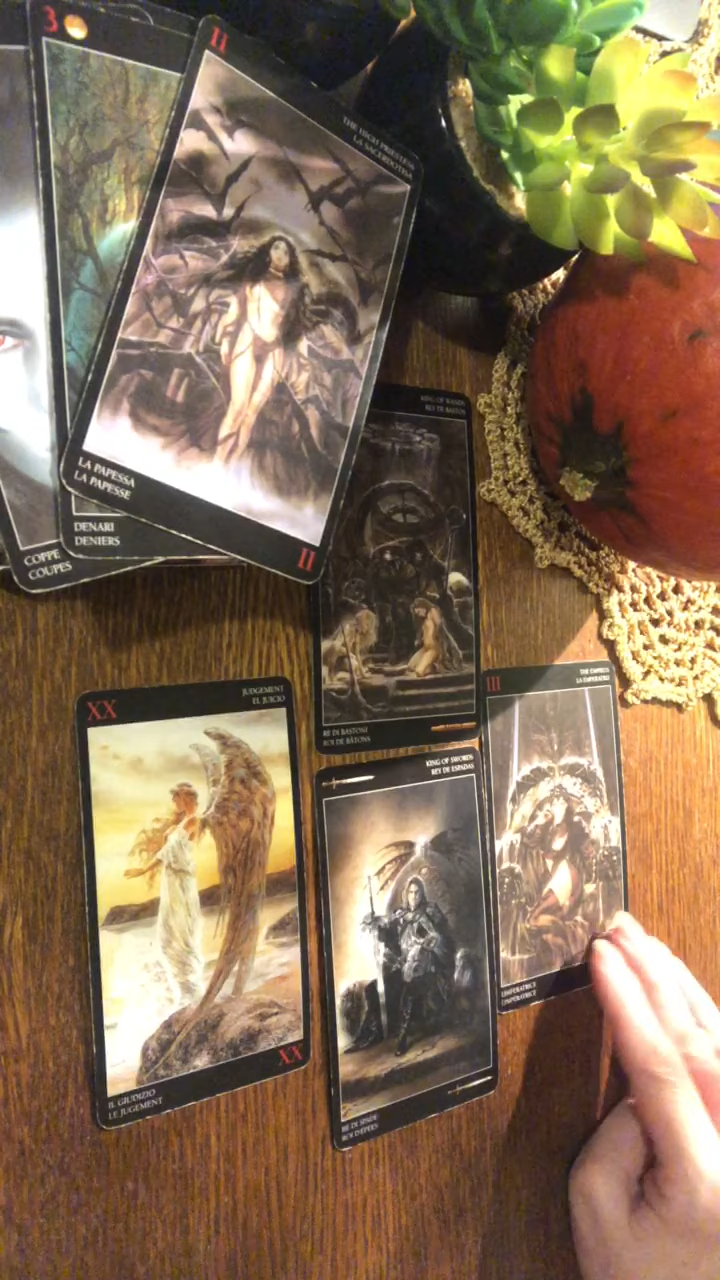 3
COPPE
COUPES
DENARI
DENIERS
II
THE HIGH PRIESTESS
LA SACERDOTISA
LA PAPESSA
LA PAPESSE
II
KING OF WANDS
REY DE BASTOS
RE DI BASTONI
ROI DE BÂTONS
XX
JUDGEMENT
EL JUICIO
IL GIUDIZIO
LE JUGEMENT
XX
KING OF SWORDS
REY DE ESPADAS
RE DI SPADE
ROI D'ÉPÉES
III
THE EMPRESS
LA EMPERATRIZ
L'IMPERATRICE
L'IMPÉRATRICE